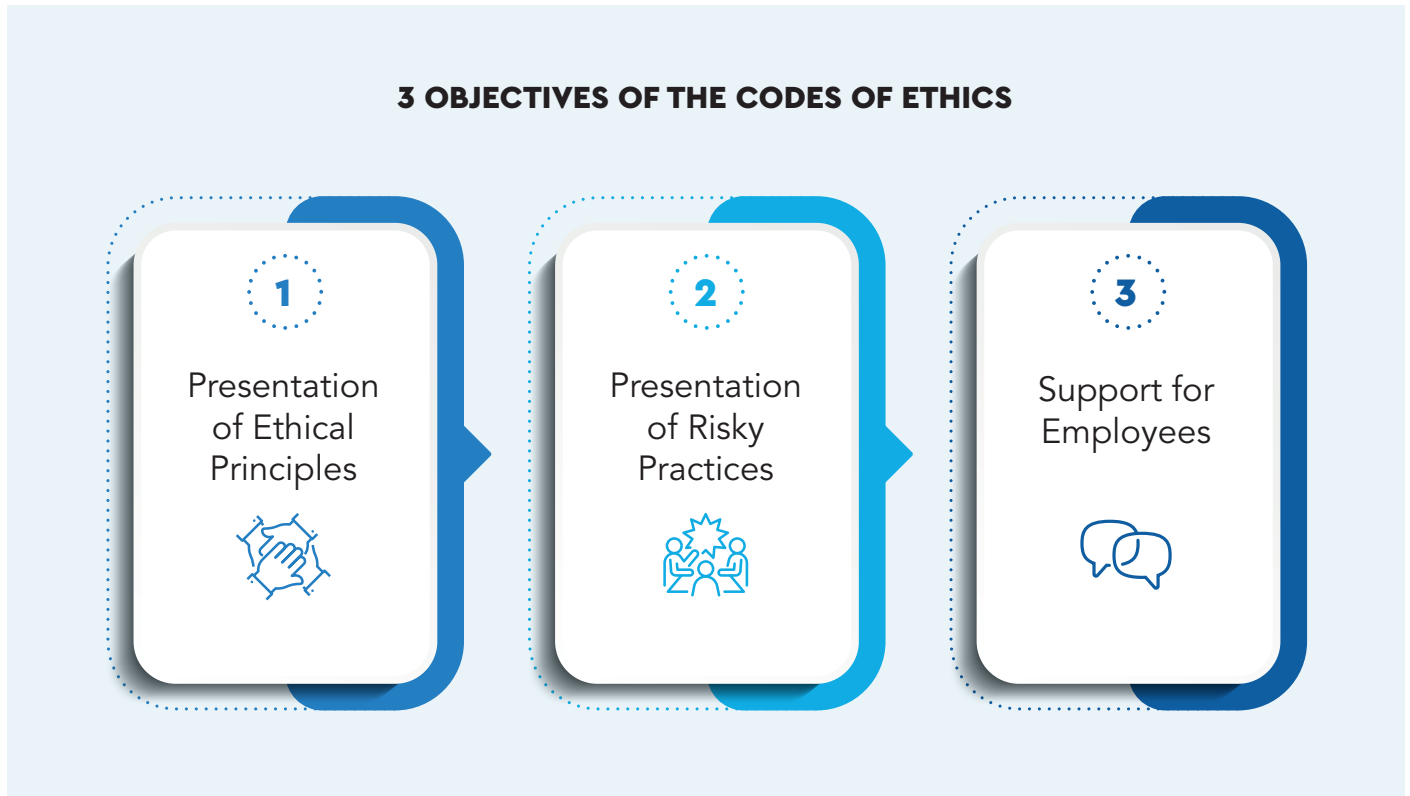 3 OBJECTIVES OF THE CODES OF ETHICS
1
Presentation
of Ethical
Principles
2
Presentation
of Risky
Practices
3
Support for
Employees